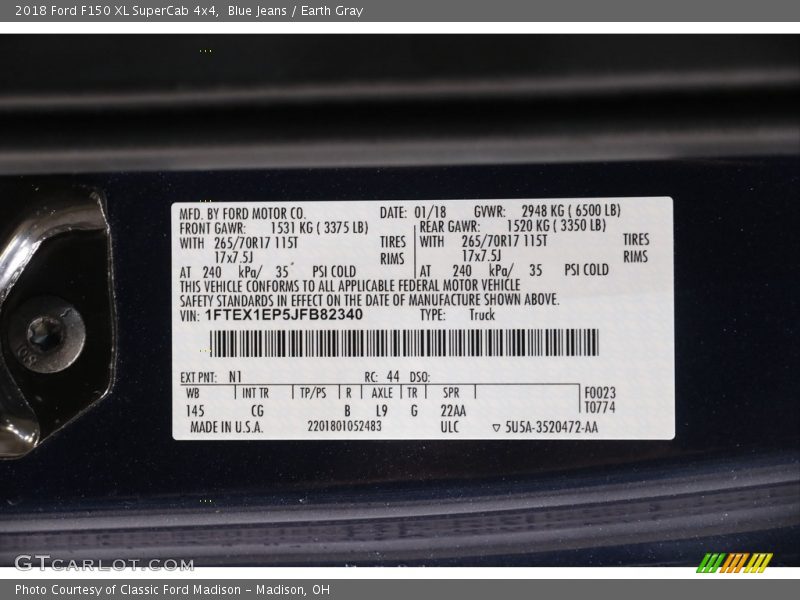 2018 Ford F150 XL SuperCab 4x4, Blue Jeans / Earth Gray
MFD. BY FORD MOTOR CO. DATE: 01/18 GVWR: 2948 KG ( 6500 LB)
FRONT GAWR: 1531 KG ( 3375 LB) REAR GAWR: 1520 KG ( 3350 LB)
WITH 265/70R17 115T TIRES WITH 265/70R17 115T TIRES
17x7.5J RIMS 17x7.5J RIMS
AT 240 kPa/ 35 PSI COLD AT 240 kPa/ 35 PSI COLD
THIS VEHICLE CONFORMS TO ALL APPLICABLE FEDERAL MOTOR VEHICLE
SAFETY STANDARDS IN EFFECT ON THE DATE OF MANUFACTURE SHOWN ABOVE.
VIN: 1FTEX1EP5JFB82340 TYPE: Truck
EXT PNT: N1 RC: 44 DSO:
WB INT TR TP/PS R AXLE TR SPR F0023
145 CG B L9 G 22AA T0774
MADE IN U.S.A. 2201801052483 ULC ▽ 5U5A-3520472-AA
GTCARLOT.COM
Photo Courtesy of Classic Ford Madison - Madison, OH